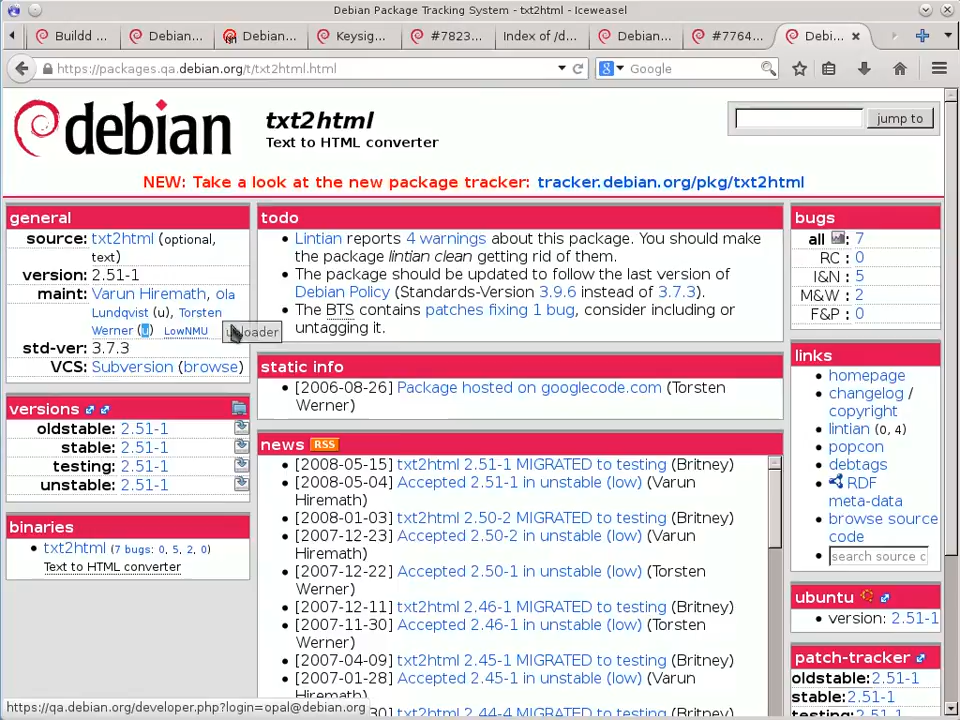 Debian Package Tracking System - txt2html - Iceweasel
Buildd ...
Debian...
Debian...
Keysig...
#7823...
Index of /d...
Debian...
#7764...
Debi...
https://packages.qa.debian.org/t/txt2html.html
Google
debian
txt2html
Text to HTML converter
jump to
NEW: Take a look at the new package tracker: tracker.debian.org/pkg/txt2html
general
source: txt2html (optional,
text)
version: 2.51-1
maint: Varun Hiremath, ola
Lundqvist (u), Torsten
Werner (u) LowNMU
std-ver: 3.7.3
VCS: Subversion (browse)
versions
oldstable: 2.51-1
stable: 2.51-1
testing: 2.51-1
unstable: 2.51-1
binaries
txt2html (7 bugs: 0, 5, 2, 0)
Text to HTML converter
todo
Lintian reports 4 warnings about this package. You should make
the package lintian clean getting rid of them.
The package should be updated to follow the last version of
Debian Policy (Standards-Version 3.9.6 instead of 3.7.3).
The BTS contains patches fixing 1 bug, consider including or
untagging it.
static info
[2006-08-26] Package hosted on googlecode.com (Torsten
Werner)
news RSS
[2008-05-15] txt2html 2.51-1 MIGRATED to testing (Britney)
[2008-05-04] Accepted 2.51-1 in unstable (low) (Varun
Hiremath)
[2008-01-03] txt2html 2.50-2 MIGRATED to testing (Britney)
[2007-12-23] Accepted 2.50-2 in unstable (low) (Varun
Hiremath)
[2007-12-22] Accepted 2.50-1 in unstable (low) (Torsten
Werner)
[2007-12-11] txt2html 2.46-1 MIGRATED to testing (Britney)
[2007-11-30] Accepted 2.46-1 in unstable (low) (Torsten
Werner)
[2007-04-09] txt2html 2.45-1 MIGRATED to testing (Britney)
[2007-01-28] Accepted 2.45-1 in unstable (low) (Varun
Hiremath)
30] txt2html 2.44-4 MIGRATED to testing (Britney)
bugs
all : 7
RC : 0
I&N : 5
M&W : 2
F&P : 0
links
homepage
changelog /
copyright
lintian (0, 4)
popcon
debtags
RDF
meta-data
browse source
code
search source c
ubuntu
version: 2.51-1
patch-tracker
oldstable:2.51-1
stable:2.51-1
testing:2.51-1
https://qa.debian.org/developer.php?login=opal@debian.org